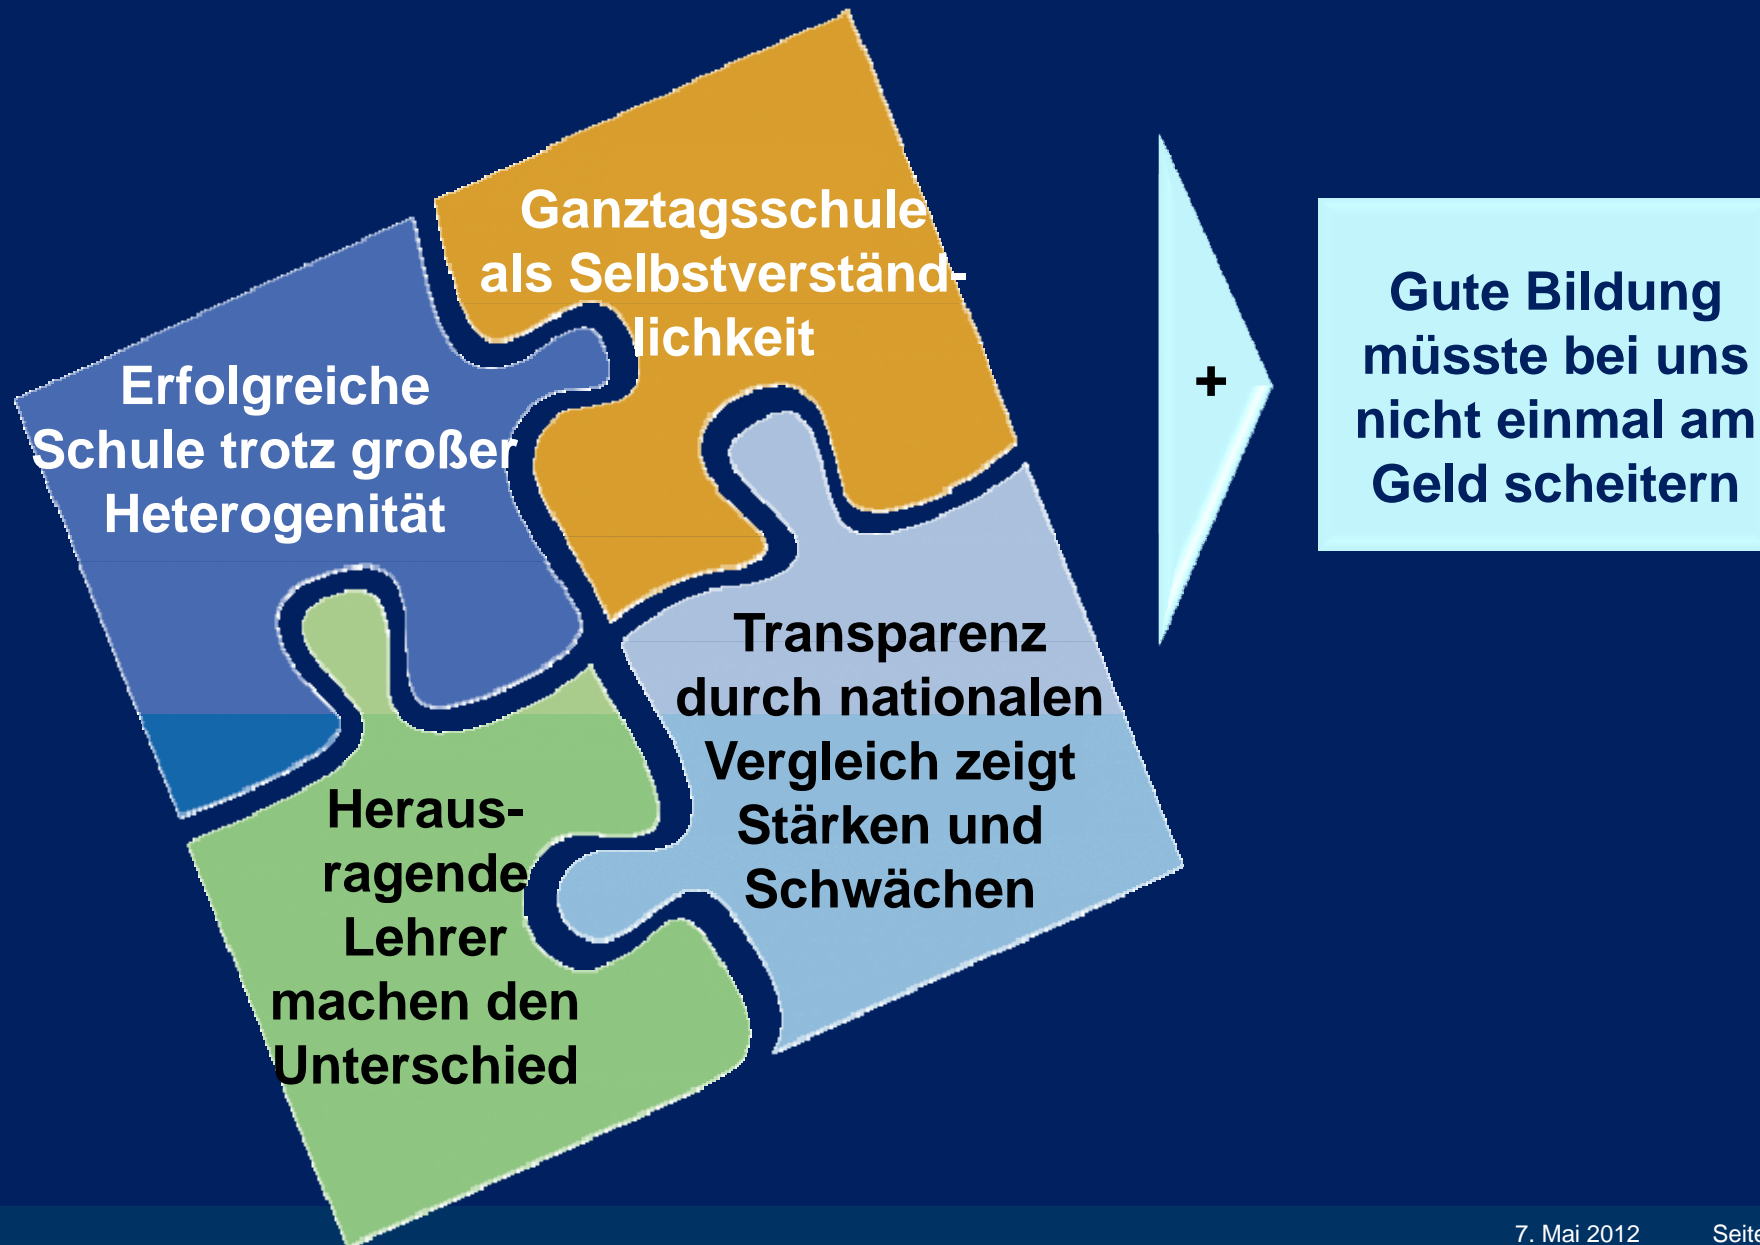 Ganztagsschule
als Selbstverständ-
lichkeit
Erfolgreiche
Schule trotz großer
Heterogenität
Transparenz
durch nationalen
Vergleich zeigt
Stärken und
Schwächen
Heraus-
ragende
Lehrer
machen den
Unterschied
+
Gute Bildung
müsste bei uns
nicht einmal am
Geld scheitern
7. Mai 2012 Seite